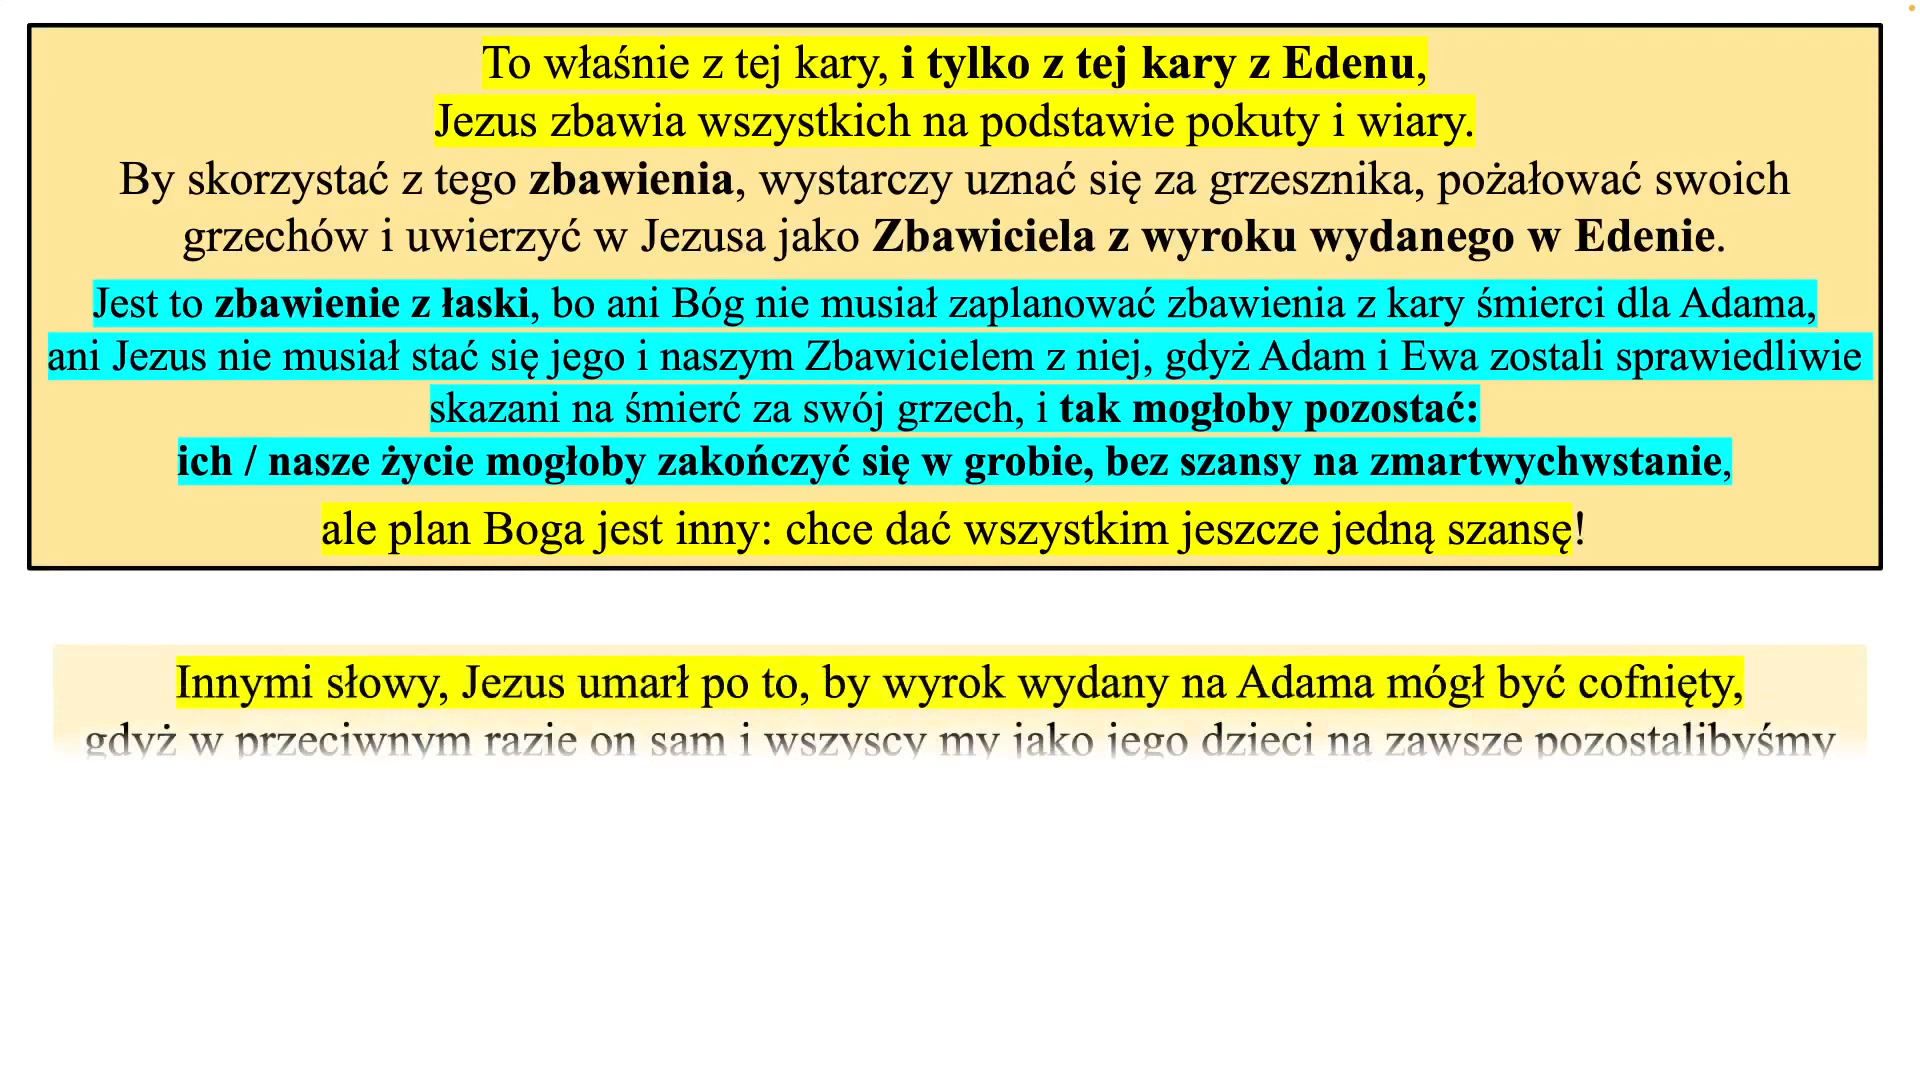 To właśnie z tej kary, i tylko z tej kary z Edenu,
Jezus zbawia wszystkich na podstawie pokuty i wiary.
By skorzystać z tego zbawienia, wystarczy uznać się za grzesznika, pożałować swoich
grzechów i uwierzyć w Jezusa jako Zbawiciela z wyroku wydanego w Edenie.
Jest to zbawienie z łaski, bo ani Bóg nie musiał zaplanować zbawienia z kary śmierci dla Adama,
ani Jezus nie musiał stać się jego i naszym Zbawicielem z niej, gdyż Adam i Ewa zostali sprawiedliwie
skazani na śmierć za swój grzech, i tak mogłoby pozostać:
ich / nasze życie mogłoby zakończyć się w grobie, bez szansy na zmartwychwstanie,
ale plan Boga jest inny: chce dać wszystkim jeszcze jedną szansę!
Innymi słowy, Jezus umarł po to, by wyrok wydany na Adama mógł być cofnięty,
gdyż w przeciwnym razie on sam i wszyscy my jako jego dzieci na zawsze pozostalibyśmy